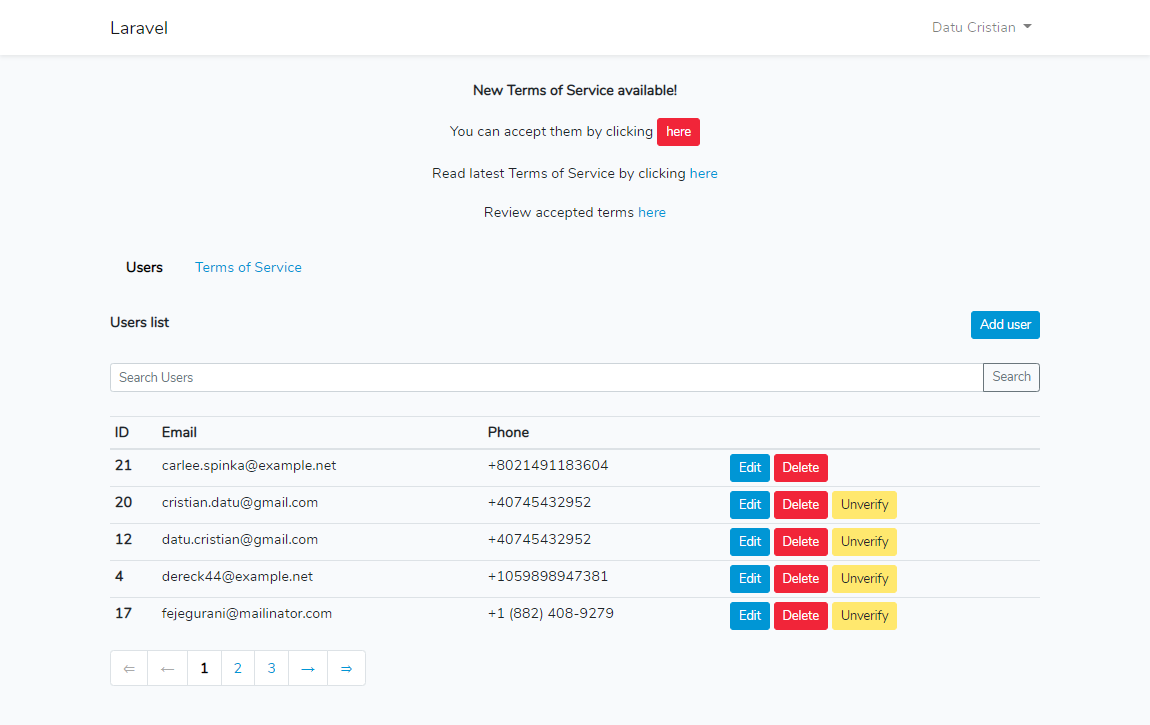 Laravel Datu Cristian
New Terms of Service available!
You can accept them by clicking here
Read latest Terms of Service by clicking here
Review accepted terms here
Users Terms of Service
Users list Add user
Search Users Search
ID Email Phone
21 carlee.spinka@example.net +8021491183604 Edit Delete
20 cristian.datu@gmail.com +40745432952 Edit Delete Unverify
12 datu.cristian@gmail.com +40745432952 Edit Delete Unverify
4 dereck44@example.net +1059898947381 Edit Delete Unverify
17 fejegurani@mailinator.com +1 (882) 408-9279 Edit Delete Unverify
⇐ ← 1 2 3 → ⇒